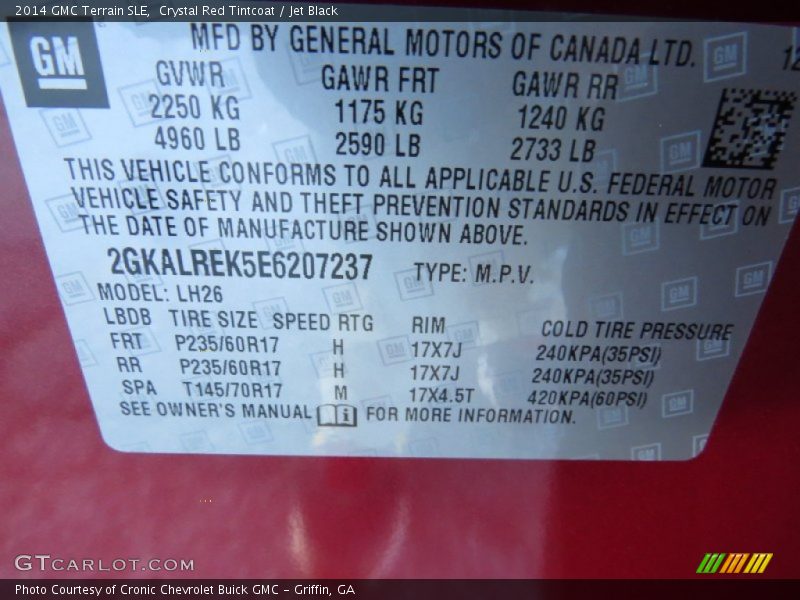 2014 GMC Terrain SLE, Crystal Red Tintcoat / Jet Black
GM
MFD BY GENERAL MOTORS OF CANADA LTD.
GVWR GAWR FRT GAWR RR
2250 KG 1175 KG 1240 KG
4960 LB 2590 LB 2733 LB
THIS VEHICLE CONFORMS TO ALL APPLICABLE U.S. FEDERAL MOTOR
VEHICLE SAFETY AND THEFT PREVENTION STANDARDS IN EFFECT ON
THE DATE OF MANUFACTURE SHOWN ABOVE.
2GKALREK5E6207237 TYPE: M.P.V.
MODEL: LH26
LBDB TIRE SIZE SPEED RTG RIM COLD TIRE PRESSURE
FRT P235/60R17 H 17X7J 240KPA(35PSI)
RR P235/60R17 H 17X7J 240KPA(35PSI)
SPA T145/70R17 M 17X4.5T 420KPA(60PSI)
SEE OWNER'S MANUAL FOR MORE INFORMATION.
GTCARLOT.COM
Photo Courtesy of Cronic Chevrolet Buick GMC – Griffin, GA